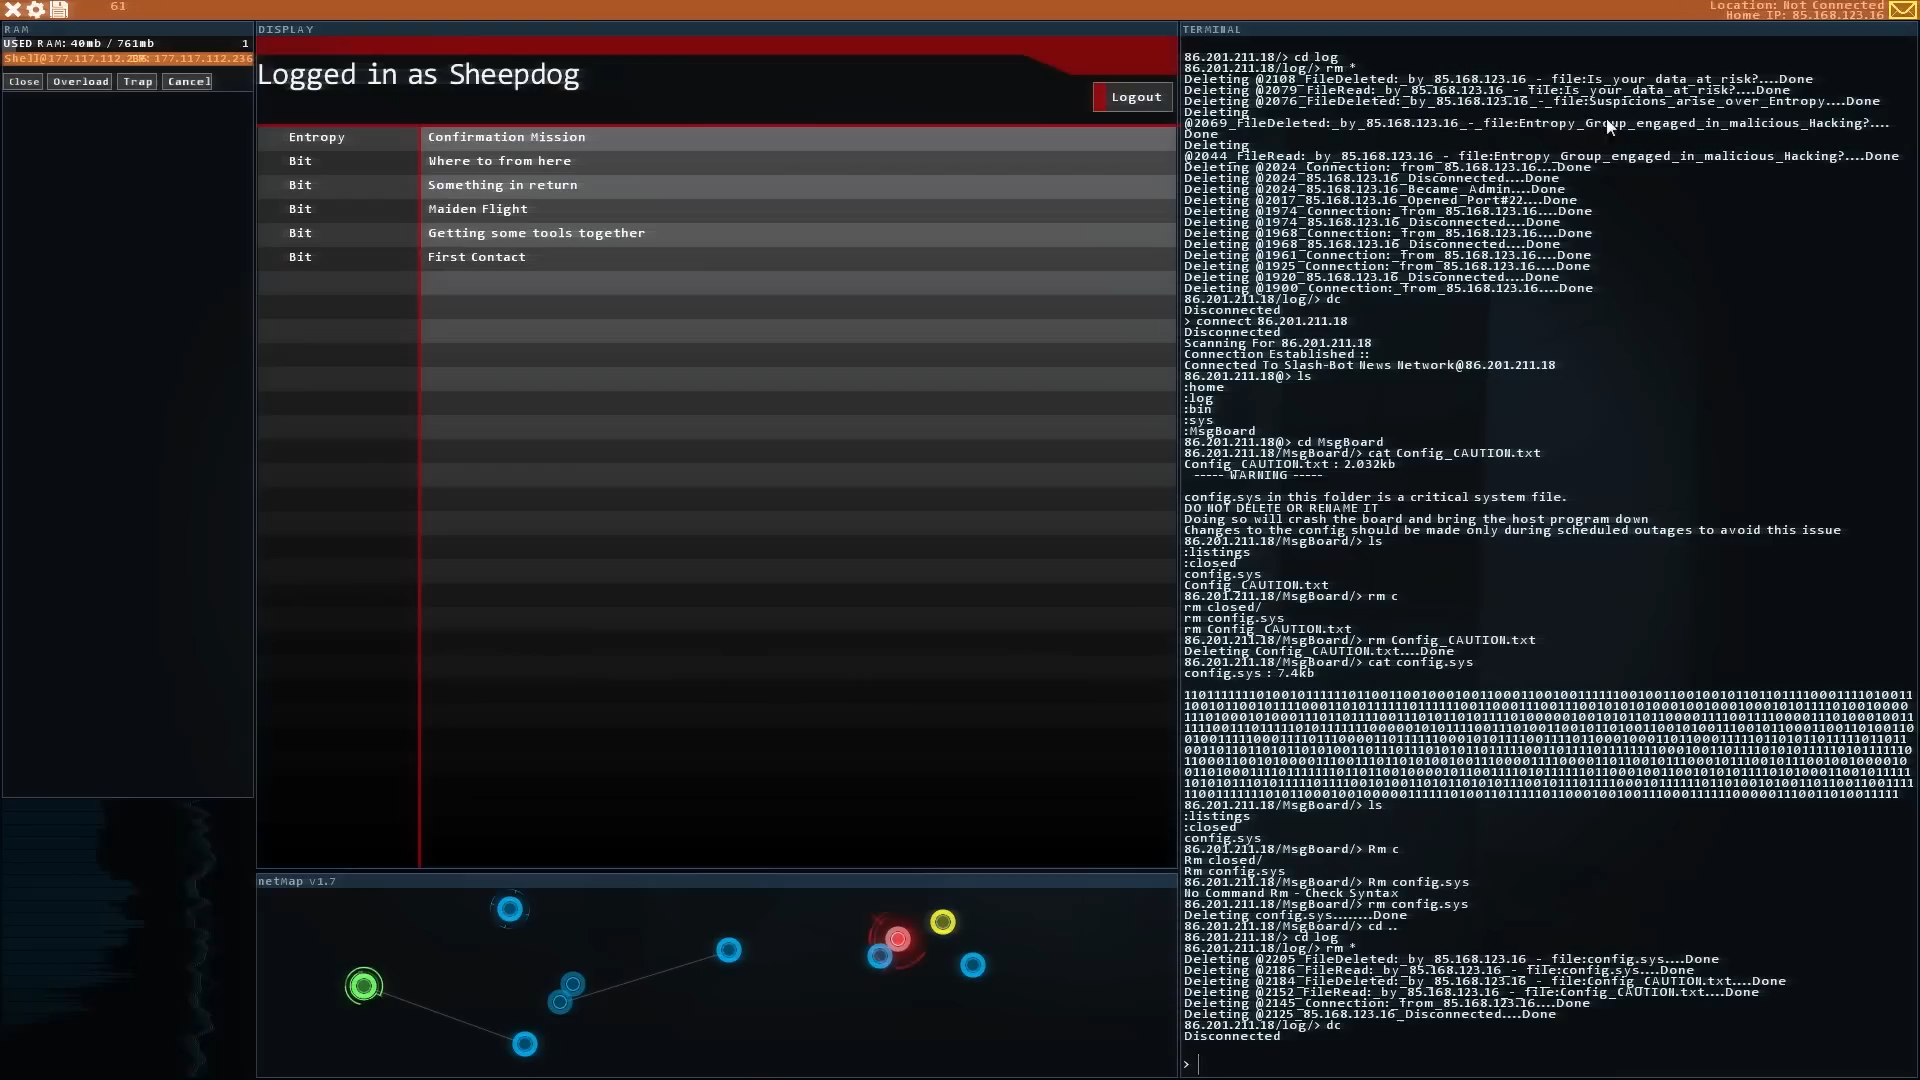 61
Location: Not Connected
Home IP: 85.168.123.16
RAM
USED RAM: 40mb / 761mb 1
Close Overload Trap Cancel
DISPLAY
Logged in as Sheepdog
Logout
Entropy Confirmation Mission
Bit Where to from here
Bit Something in return
Bit Maiden Flight
Bit Getting some tools together
Bit First Contact
netMap v1.7
TERMINAL
86.201.211.18/> cd log
86.201.211.18/log/> rm *
Deleting @2108_FileDeleted:_by_85.168.123.16_-_file:Is_your_data_at_risk?....Done
Deleting @2079_FileRead:_by_85.168.123.16_-_file:Is_your_data_at_risk?....Done
Deleting @2076_FileDeleted:_by_85.168.123.16_-_file:Suspicions_arise_over_Entropy....Done
Deleting
@2069_FileDeleted:_by_85.168.123.16_-_file:Entropy_Group_engaged_in_malicious_Hacking?....
Done
Deleting
@2044_FileRead:_by_85.168.123.16_-_file:Entropy_Group_engaged_in_malicious_Hacking?....Done
Deleting @2024_Connection:_from_85.168.123.16....Done
Deleting @2024_85.168.123.16_Disconnected....Done
Deleting @2024_85.168.123.16_Became_Admin....Done
Deleting @2017_85.168.123.16_Opened_Port#22....Done
Deleting @1974_Connection:_from_85.168.123.16....Done
Deleting @1974_85.168.123.16_Disconnected....Done
Deleting @1968_Connection:_from_85.168.123.16....Done
Deleting @1968_85.168.123.16_Disconnected....Done
Deleting @1961_Connection:_from_85.168.123.16....Done
Deleting @1925_Connection:_from_85.168.123.16....Done
Deleting @1920_85.168.123.16_Disconnected....Done
Deleting @1900_Connection:_from_85.168.123.16....Done
86.201.211.18/log/> dc
Disconnected
> connect 86.201.211.18
Disconnected
Scanning For 86.201.211.18
Connection Established ::
Connected To Slash-Bot News Network@86.201.211.18
86.201.211.18@> ls
:home
:log
:bin
:sys
:MsgBoard
86.201.211.18@> cd MsgBoard
86.201.211.18/MsgBoard/> cat Config_CAUTION.txt
Config_CAUTION.txt : 2.032kb
----- WARNING -----
config.sys in this folder is a critical system file.
DO NOT DELETE OR RENAME IT
Doing so will crash the board and bring the host program down
Changes to the config should be made only during scheduled outages to avoid this issue
86.201.211.18/MsgBoard/> ls
:listings
:closed
config.sys
Config_CAUTION.txt
86.201.211.18/MsgBoard/> rm c
rm closed/
rm config.sys
rm Config_CAUTION.txt
86.201.211.18/MsgBoard/> rm Config_CAUTION.txt
Deleting Config_CAUTION.txt....Done
86.201.211.18/MsgBoard/> cat config.sys
config.sys : 7.4kb
86.201.211.18/MsgBoard/> ls
:listings
:closed
config.sys
86.201.211.18/MsgBoard/> Rm c
Rm closed/
Rm config.sys
86.201.211.18/MsgBoard/> Rm config.sys
No Command Rm - Check Syntax
86.201.211.18/MsgBoard/> rm config.sys
Deleting config.sys........Done
86.201.211.18/MsgBoard/> cd ..
86.201.211.18/> cd log
86.201.211.18/log/> rm *
Deleting @2205_FileDeleted:_by_85.168.123.16_-_file:config.sys....Done
Deleting @2186_FileRead:_by_85.168.123.16_-_file:config.sys....Done
Deleting @2184_FileDeleted:_by_85.168.123.16_-_file:Config_CAUTION.txt....Done
Deleting @2152_FileRead:_by_85.168.123.16_-_file:Config_CAUTION.txt....Done
Deleting @2145_Connection:_from_85.168.123.16....Done
Deleting @2125_85.168.123.16_Disconnected....Done
86.201.211.18/log/> dc
Disconnected
>